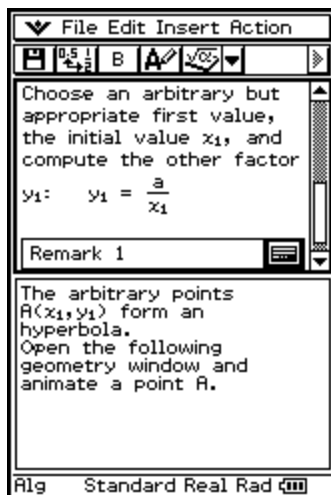 File Edit Insert Action
B
Choose an arbitrary but
appropriate first value,
the initial value x₁, and
compute the other factor
y₁: y₁ = a/x₁
Remark 1
The arbitrary points
A(x₁,y₁) form an
hyperbola.
Open the following
geometry window and
animate a point A.
Alg Standard Real Rad